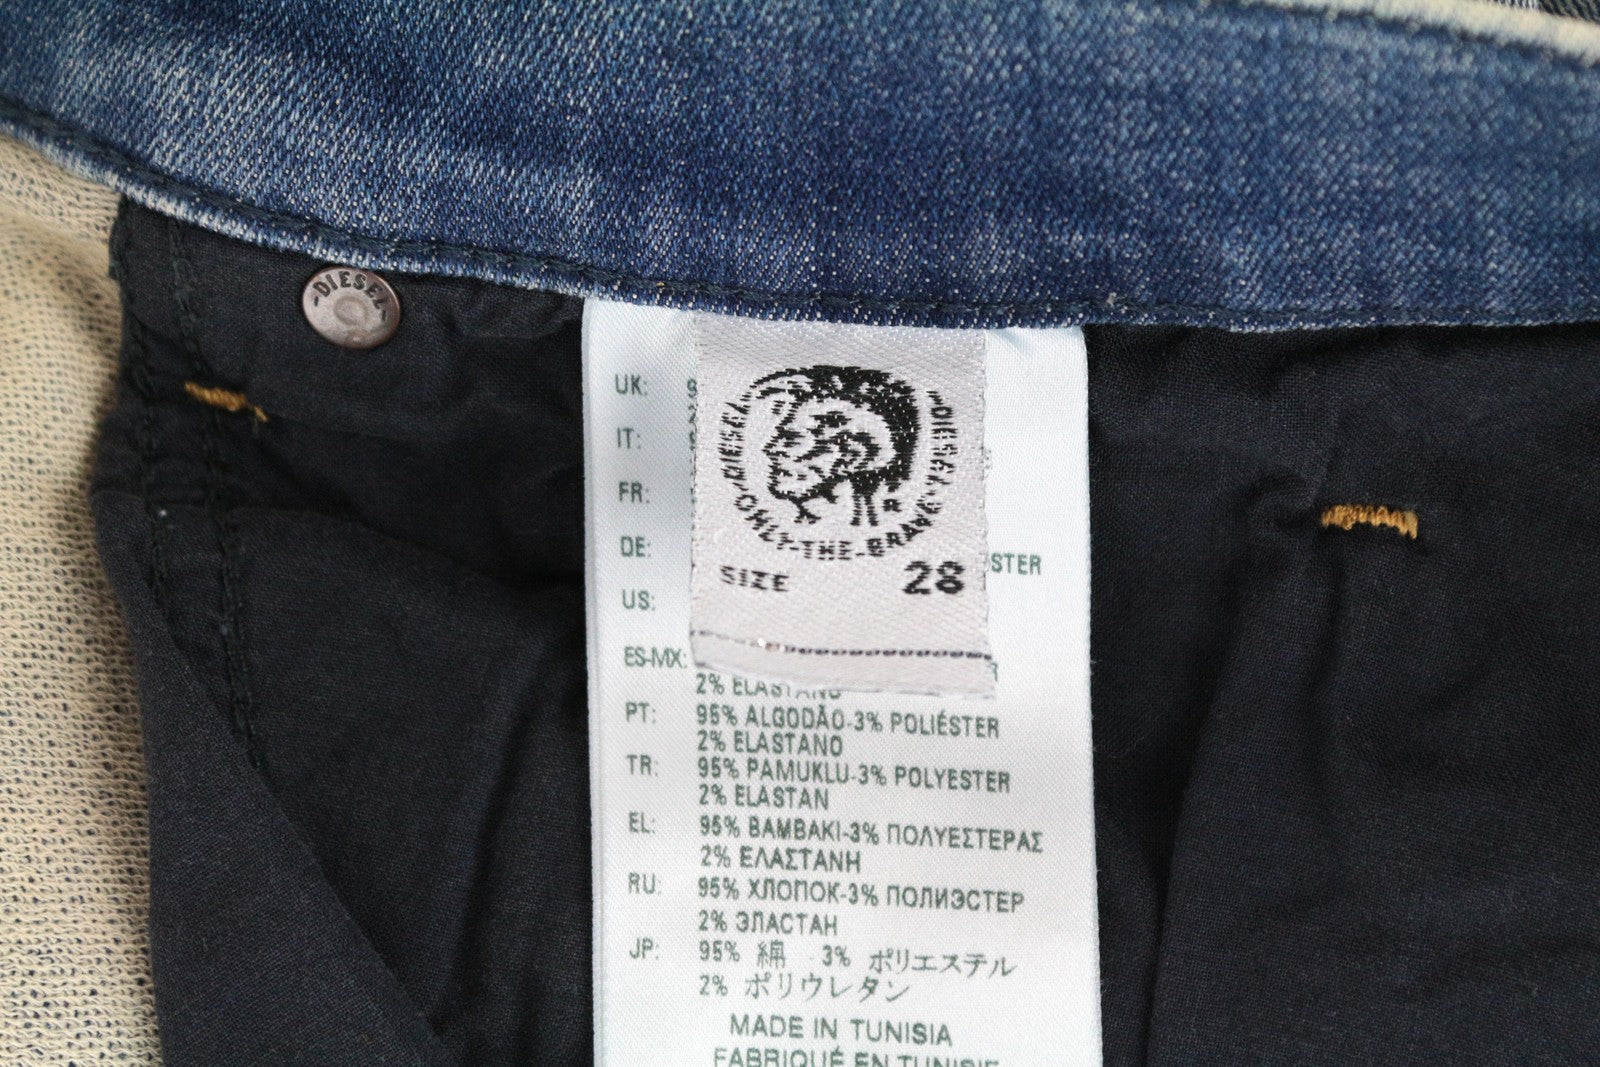 -DIESEL-
UK:
IT:
FR:
DE:
US:
ES-MX:
DIESEL
DIESEL
ONLY-THE-BRAVE
R
SIZE 28
2% ELASTANO
PT: 95% ALGODÃO-3% POLIÉSTER
2% ELASTANO
TR: 95% PAMUKLU-3% POLYESTER
2% ELASTAN
EL: 95% BAMBAKI-3% ΠΟΛΥΕΣΤΕΡΑΣ
2% ΕΛΑΣΤΑΝΗ
RU: 95% ХЛОПОК-3% ПОЛИЭСТЕР
2% ЭЛАСТАН
JP: 95% 綿 3% ポリエステル
2% ポリウレタン
MADE IN TUNISIA
FABRIQUÉ EN TUNISIE